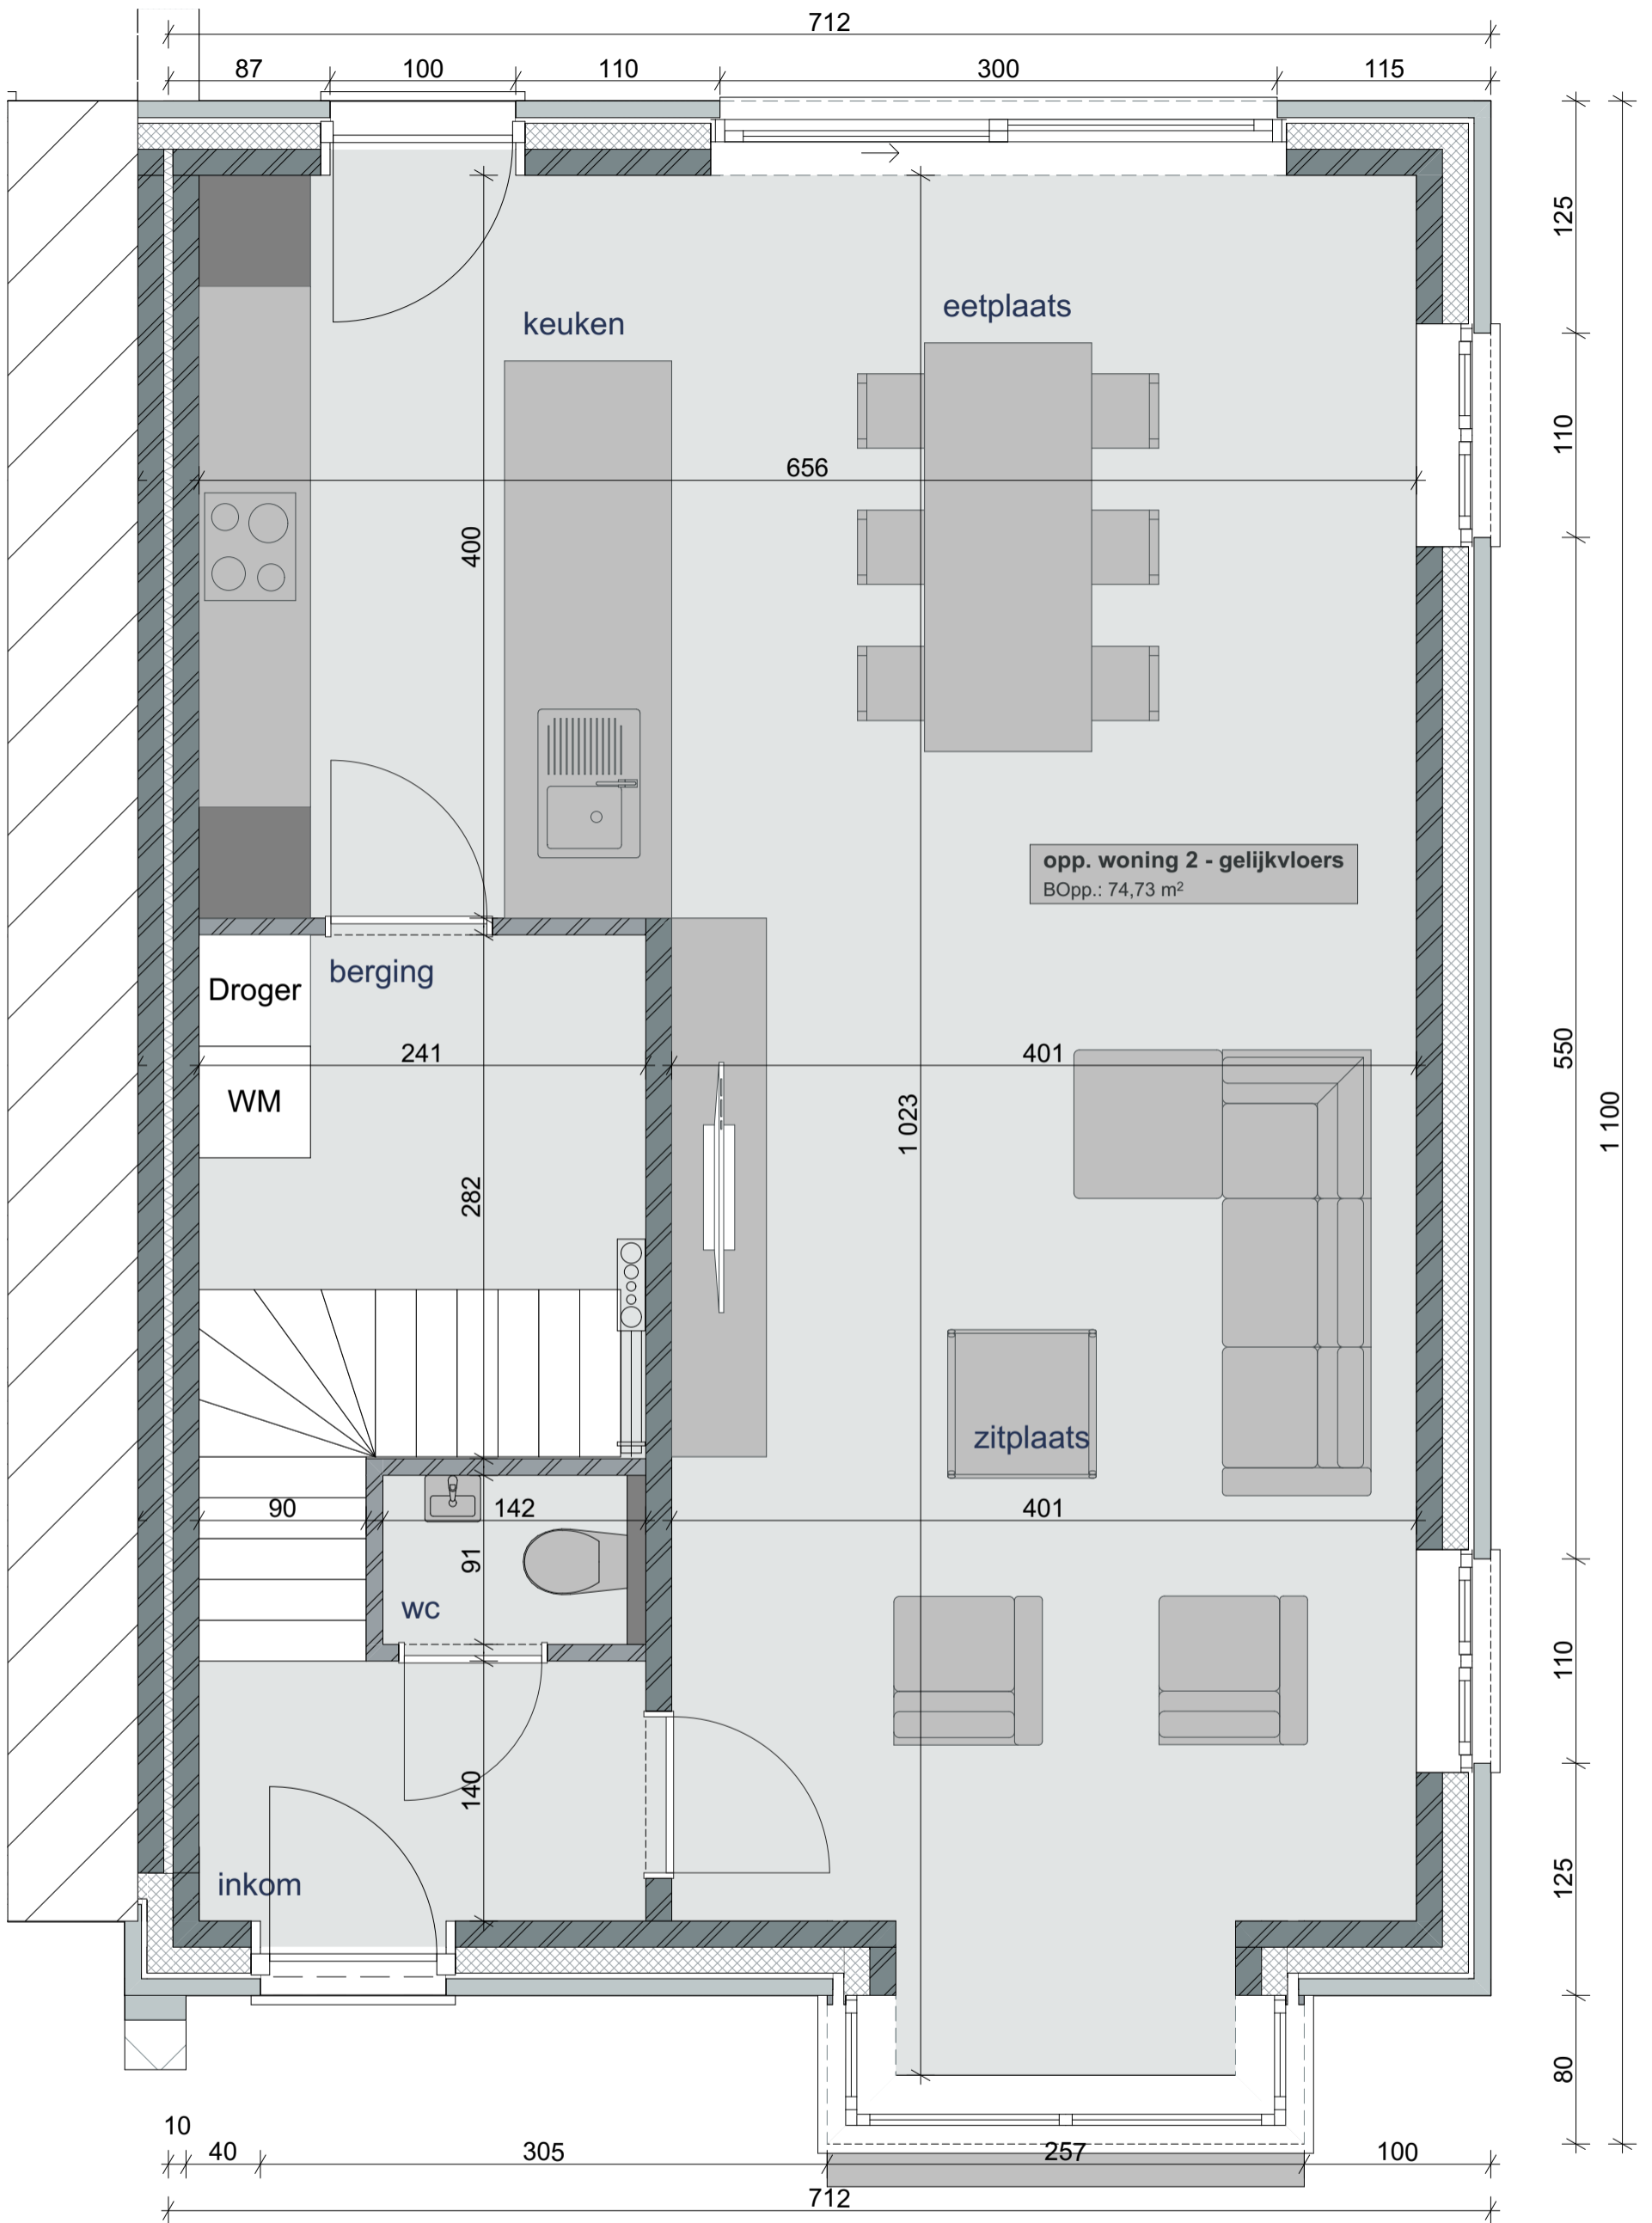 712
87 100 110 300 115
125
keuken
eetplaats
110
656
400
opp. woning 2 - gelijkvloers
BOpp.: 74,73 m²
berging
Droger
241
401
550
WM
1 023
1 100
282
zitplaats
90
142
401
91
wc
110
140
inkom
125
80
10
40 305 257 100
712